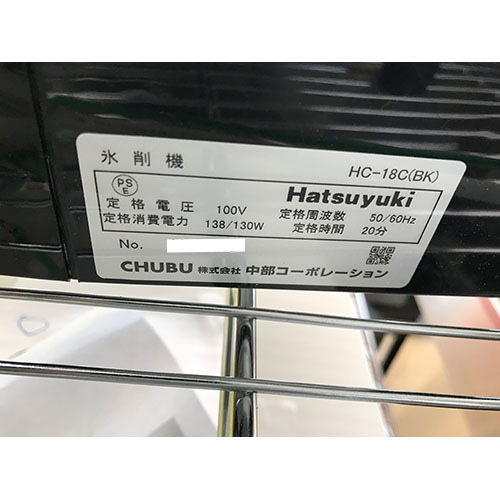 氷削機 HC-18C(BK)
PS
E
Hatsuyuki
定格電圧 100V 定格周波数 50/60Hz
定格消費電力 138/130W 定格時間 20分
No.
CHUBU 株式会社 中部コーポレーション